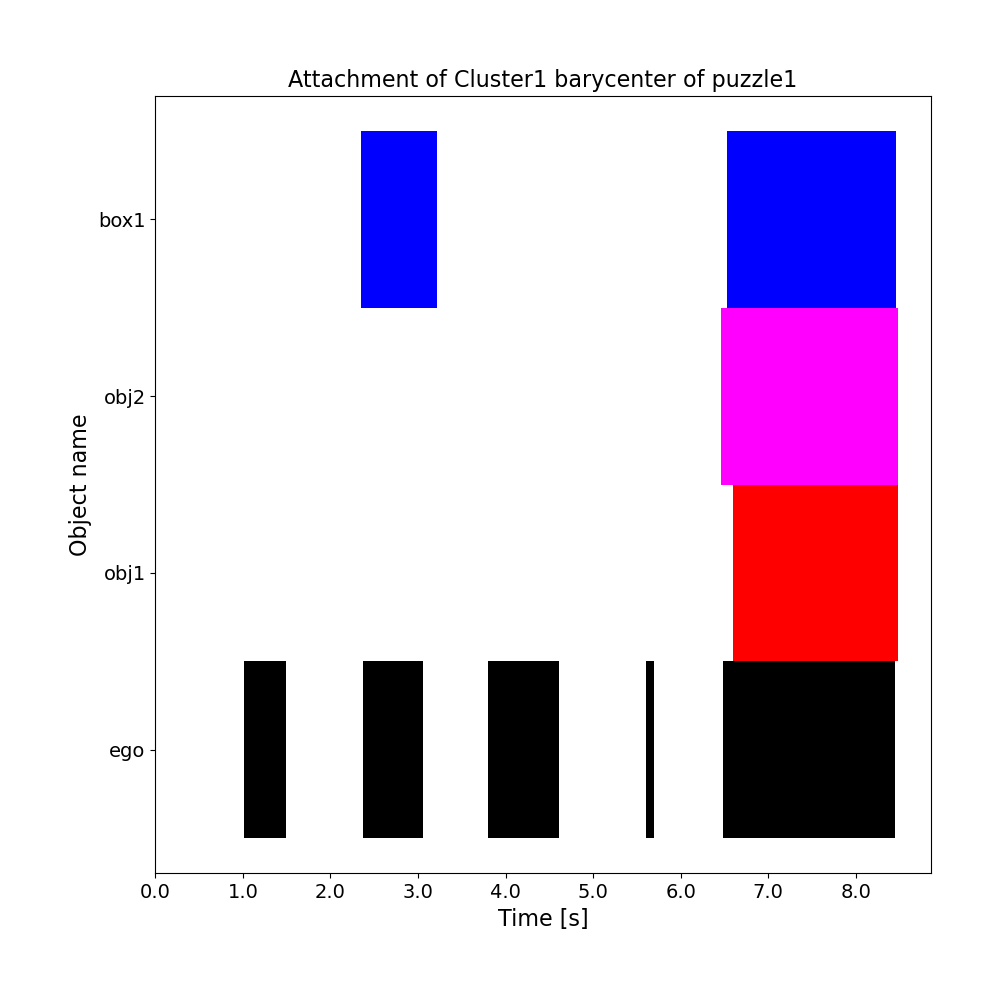 Attachment of Cluster1 barycenter of puzzle1
box1
obj2
obj1
ego
Object name
0.0 1.0 2.0 3.0 4.0 5.0 6.0 7.0 8.0
Time [s]